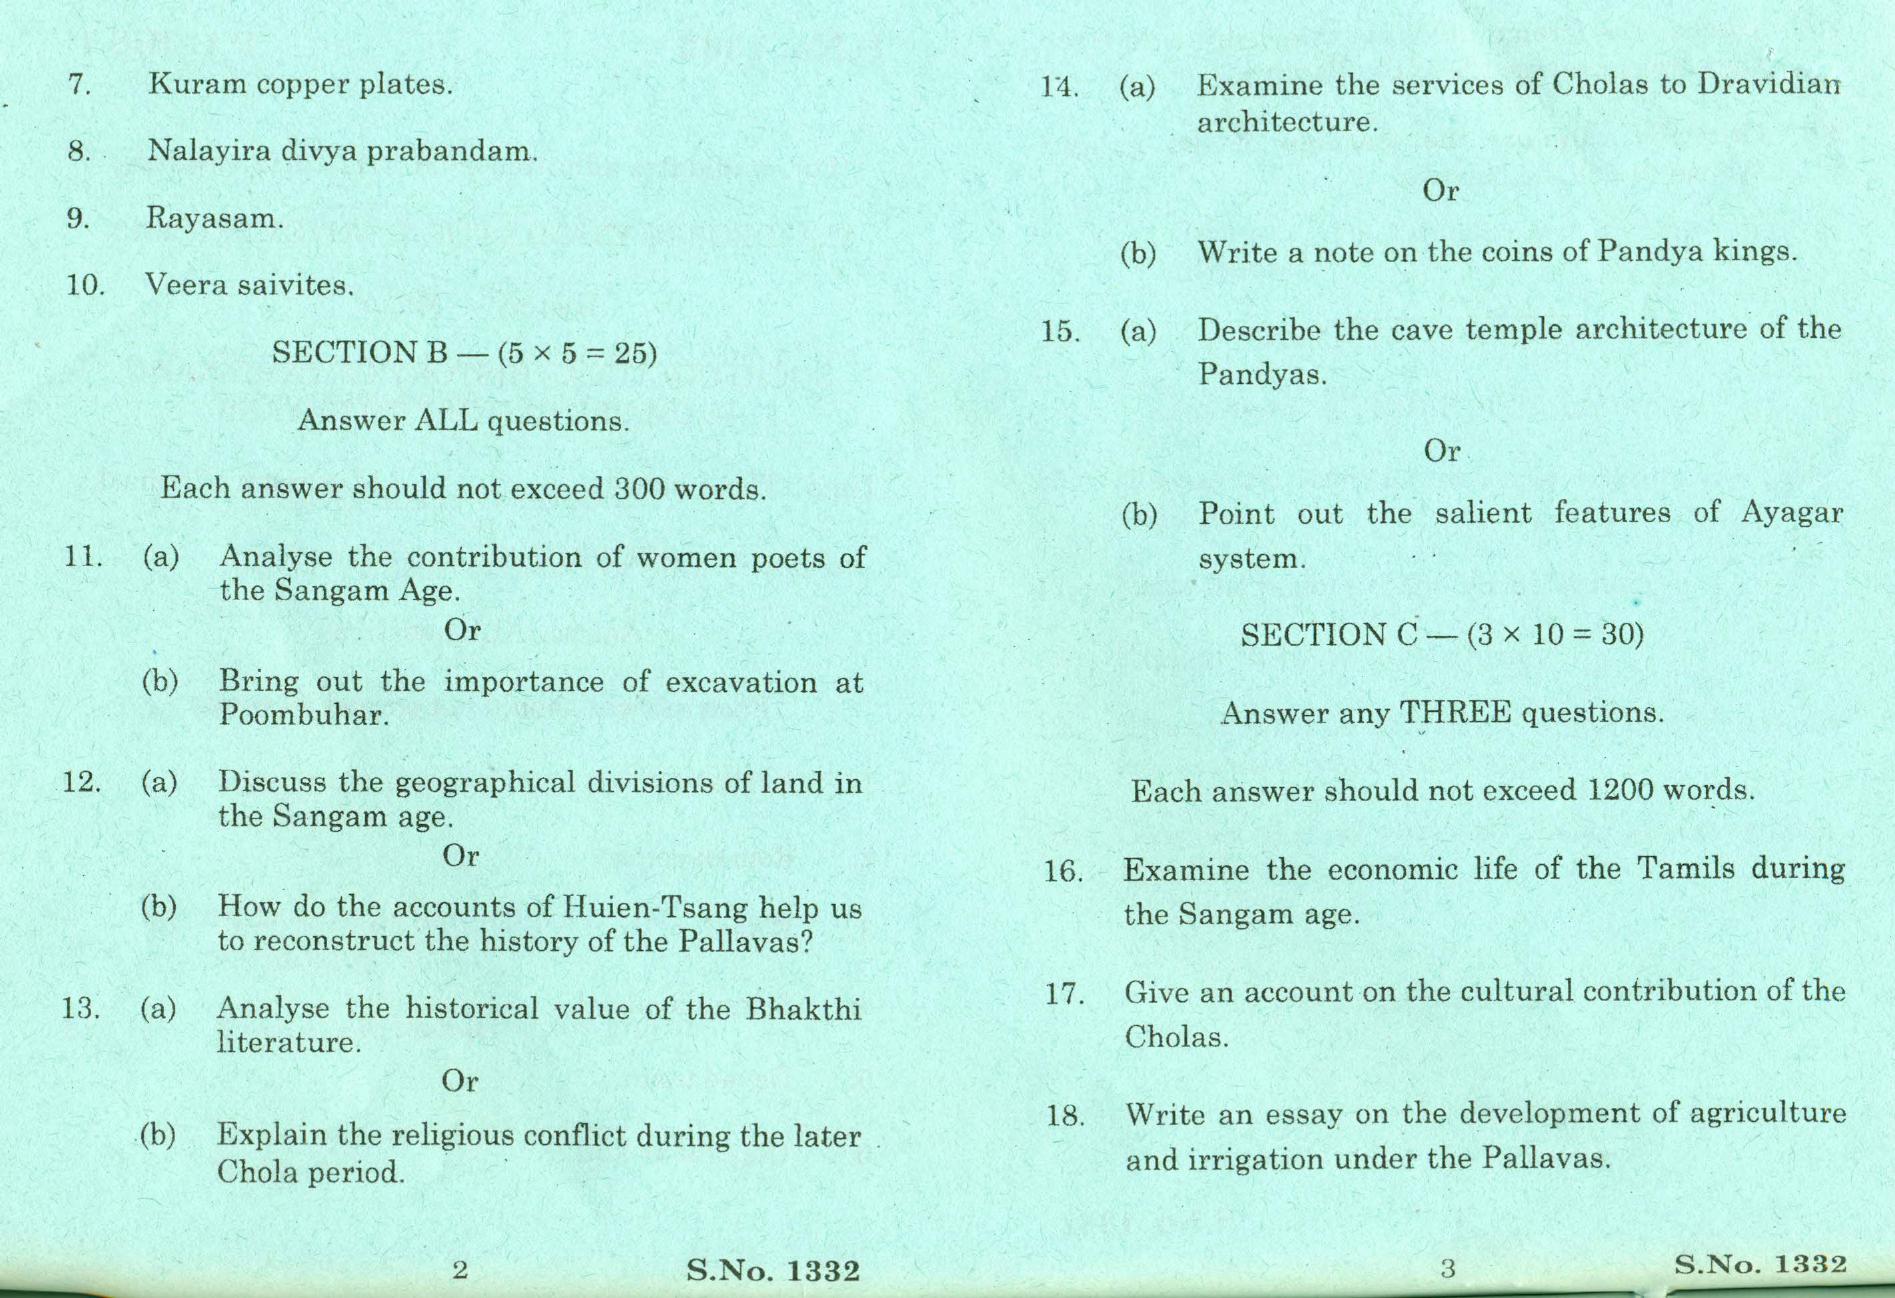 7. Kuram copper plates.
8. Nalayira divya prabandam.
9. Rayasam.
10. Veera saivites.
SECTION B — (5 × 5 = 25)
Answer ALL questions.
Each answer should not exceed 300 words.
11. (a) Analyse the contribution of women poets of
the Sangam Age.
Or
(b) Bring out the importance of excavation at
Poombuhar.
12. (a) Discuss the geographical divisions of land in
the Sangam age.
Or
(b) How do the accounts of Huien-Tsang help us
to reconstruct the history of the Pallavas?
13. (a) Analyse the historical value of the Bhakthi
literature.
Or
(b) Explain the religious conflict during the later
Chola period.
2 S.No. 1332
14. (a) Examine the services of Cholas to Dravidian
architecture.
Or
(b) Write a note on the coins of Pandya kings.
15. (a) Describe the cave temple architecture of the
Pandyas.
Or
(b) Point out the salient features of Ayagar
system.
SECTION C — (3 × 10 = 30)
Answer any THREE questions.
Each answer should not exceed 1200 words.
16. Examine the economic life of the Tamils during
the Sangam age.
17. Give an account on the cultural contribution of the
Cholas.
18. Write an essay on the development of agriculture
and irrigation under the Pallavas.
3 S.No. 1332